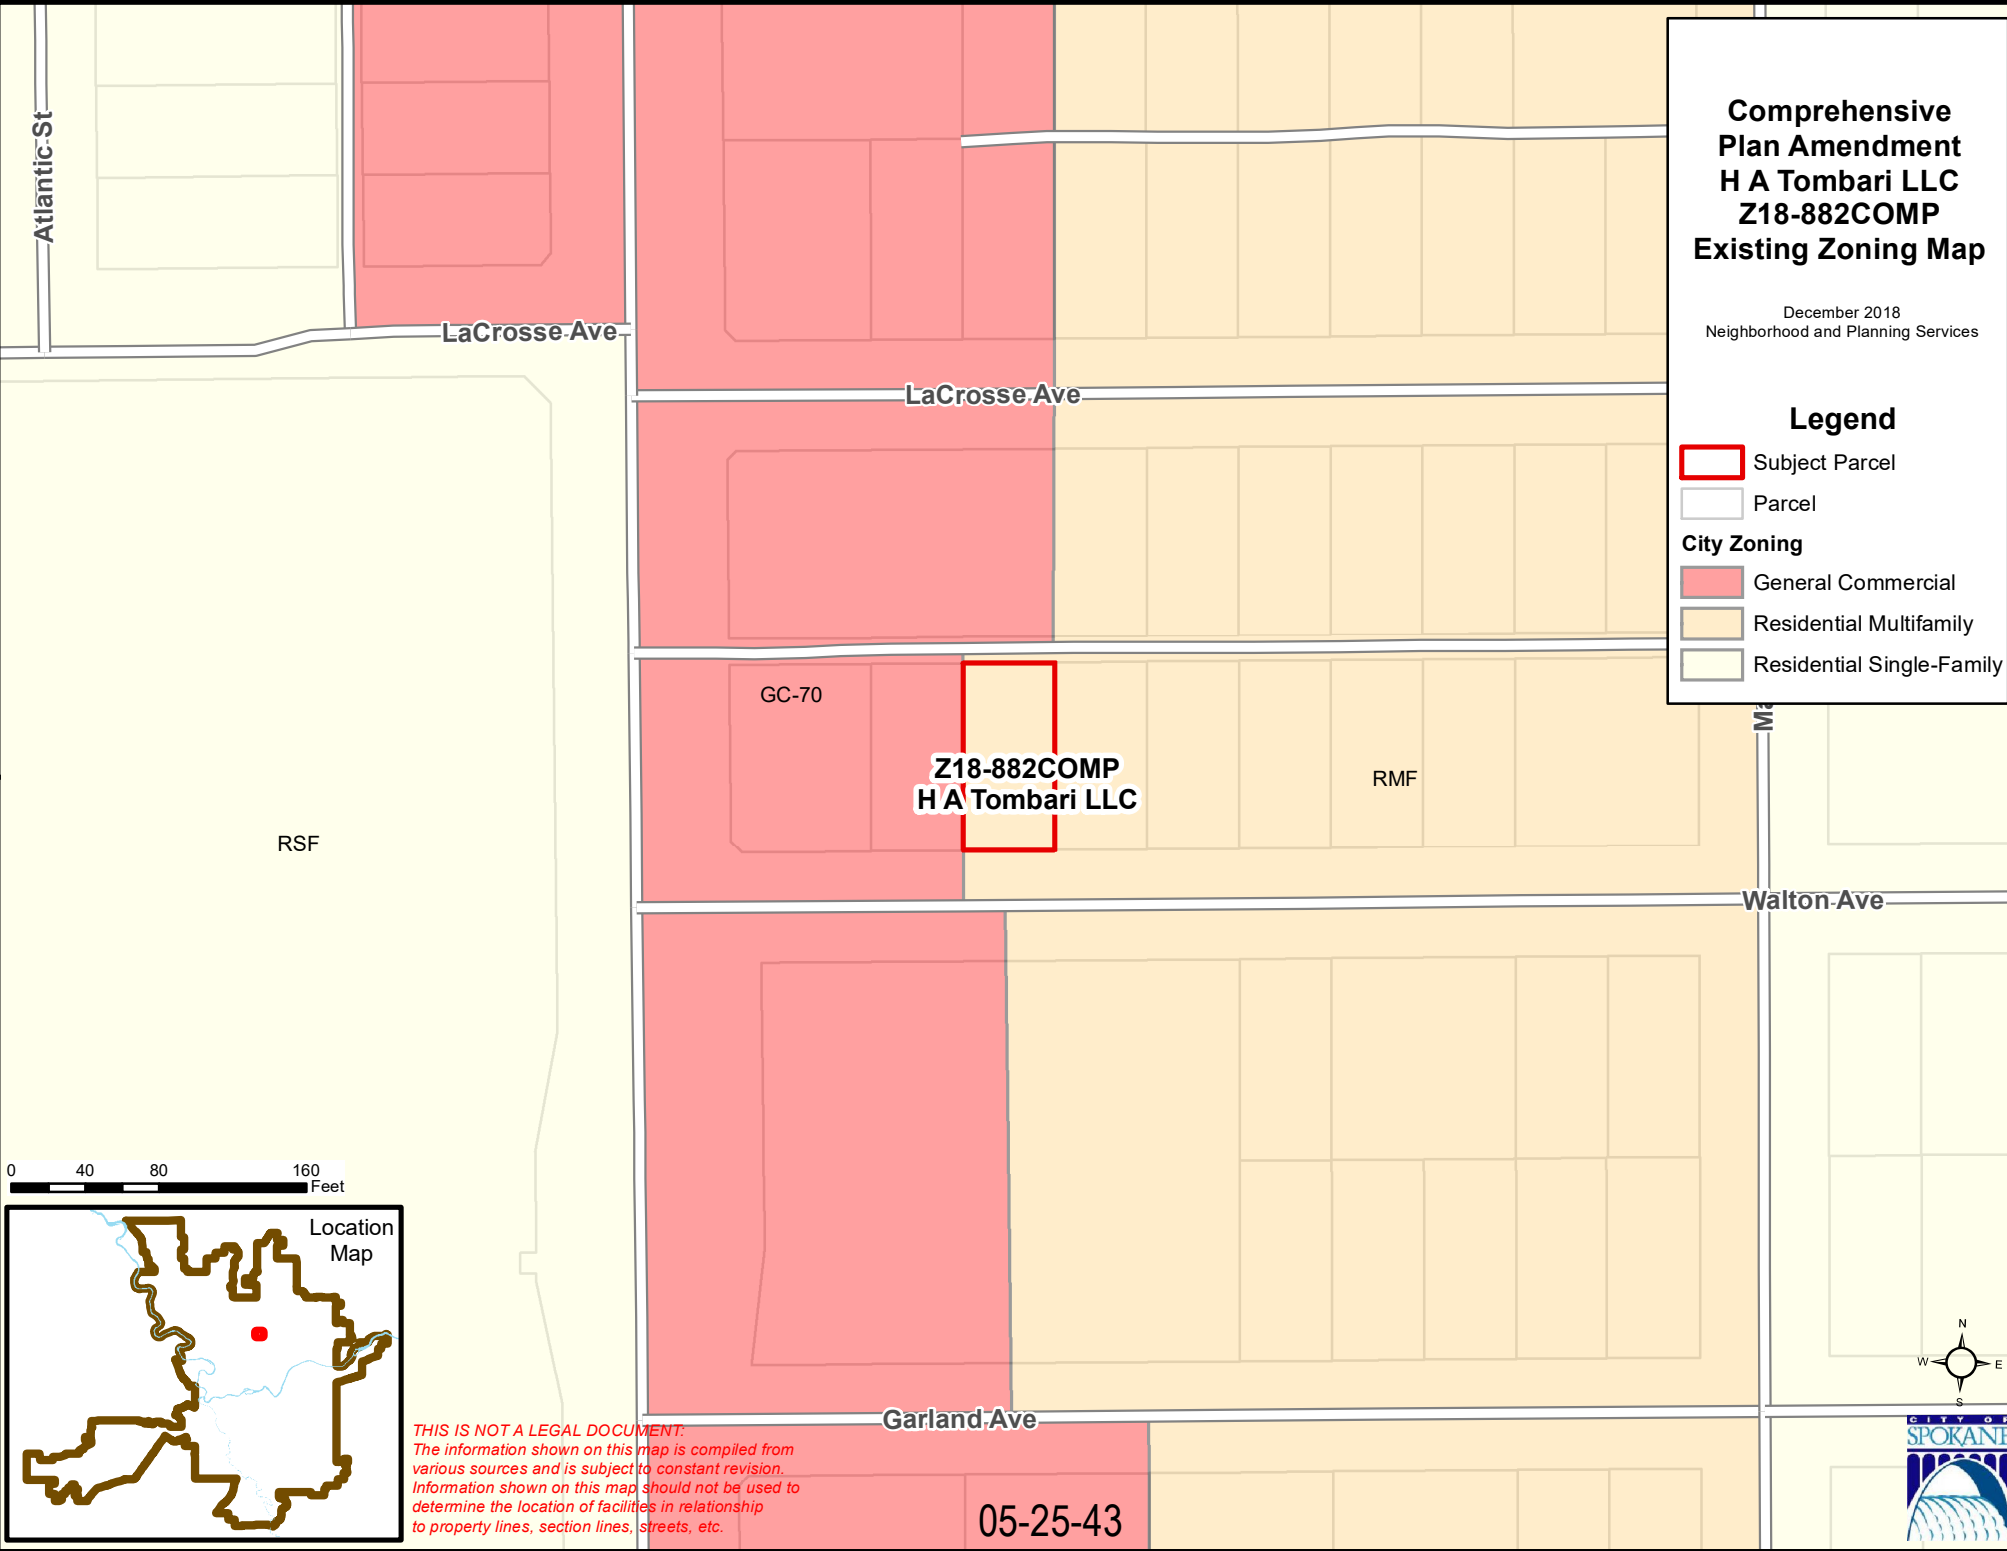 Comprehensive
Plan Amendment
H A Tombari LLC
Z18-882COMP
Existing Zoning Map
December 2018
Neighborhood and Planning Services
Legend
Subject Parcel
Parcel
City Zoning
General Commercial
Residential Multifamily
Residential Single-Family
Atlantic St
LaCrosse Ave
LaCrosse Ave
GC-70
Z18-882COMP
H A Tombari LLC
RMF
RSF
Ma
Walton Ave
Garland Ave
05-25-43
0 40 80 160
Feet
Location
Map
THIS IS NOT A LEGAL DOCUMENT:
The information shown on this map is compiled from
various sources and is subject to constant revision.
Information shown on this map should not be used to
determine the location of facilities in relationship
to property lines, section lines, streets, etc.
N
W E
S
CITY OF
SPOKANE